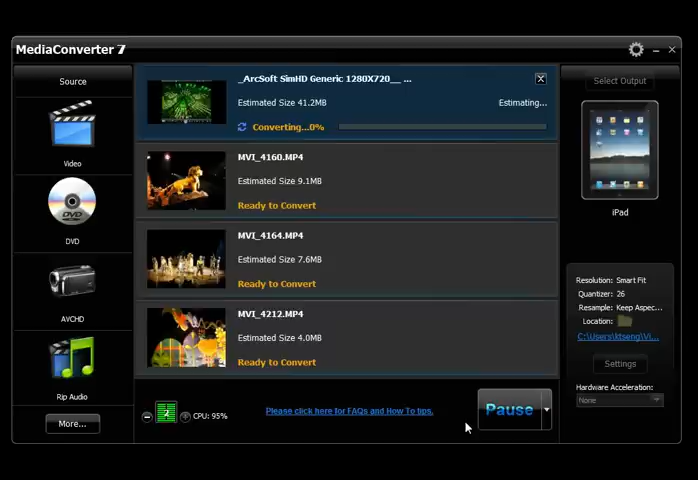 MediaConverter 7
Source
Video
DVD
DVD
AVCHD
Rip Audio
More...
_ArcSoft SimHD Generic 1280X720__ ...
Estimated Size 41.2MB
Estimating...
Converting...0%
MVI_4160.MP4
Estimated Size 9.1MB
Ready to Convert
MVI_4164.MP4
Estimated Size 7.6MB
Ready to Convert
MVI_4212.MP4
Estimated Size 4.0MB
Ready to Convert
2
CPU: 95%
Please click here for FAQs and How To tips.
Pause
Select Output
iPad
Resolution: Smart Fit
Quantizer: 26
Resample: Keep Aspec...
Location:
C:\Users\ktseng\Vi...
Settings
Hardware Acceleration:
None